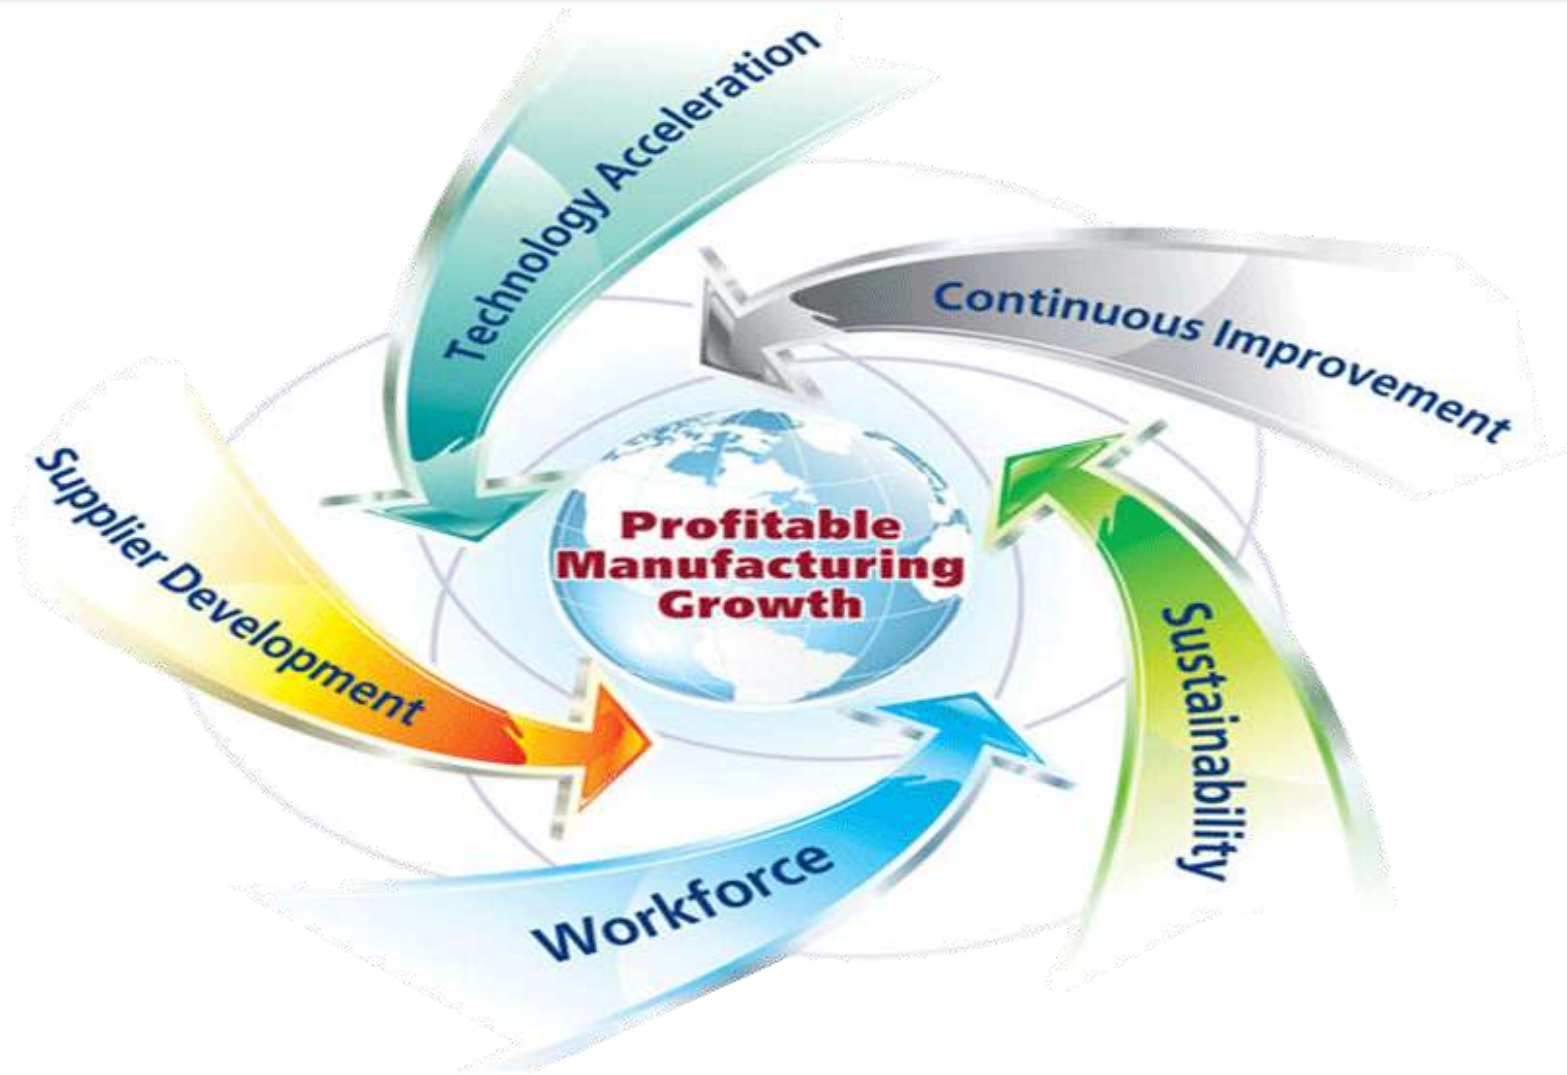 Technology Acceleration
Continuous Improvement
Supplier Development
Profitable
Manufacturing
Growth
Sustainability
Workforce